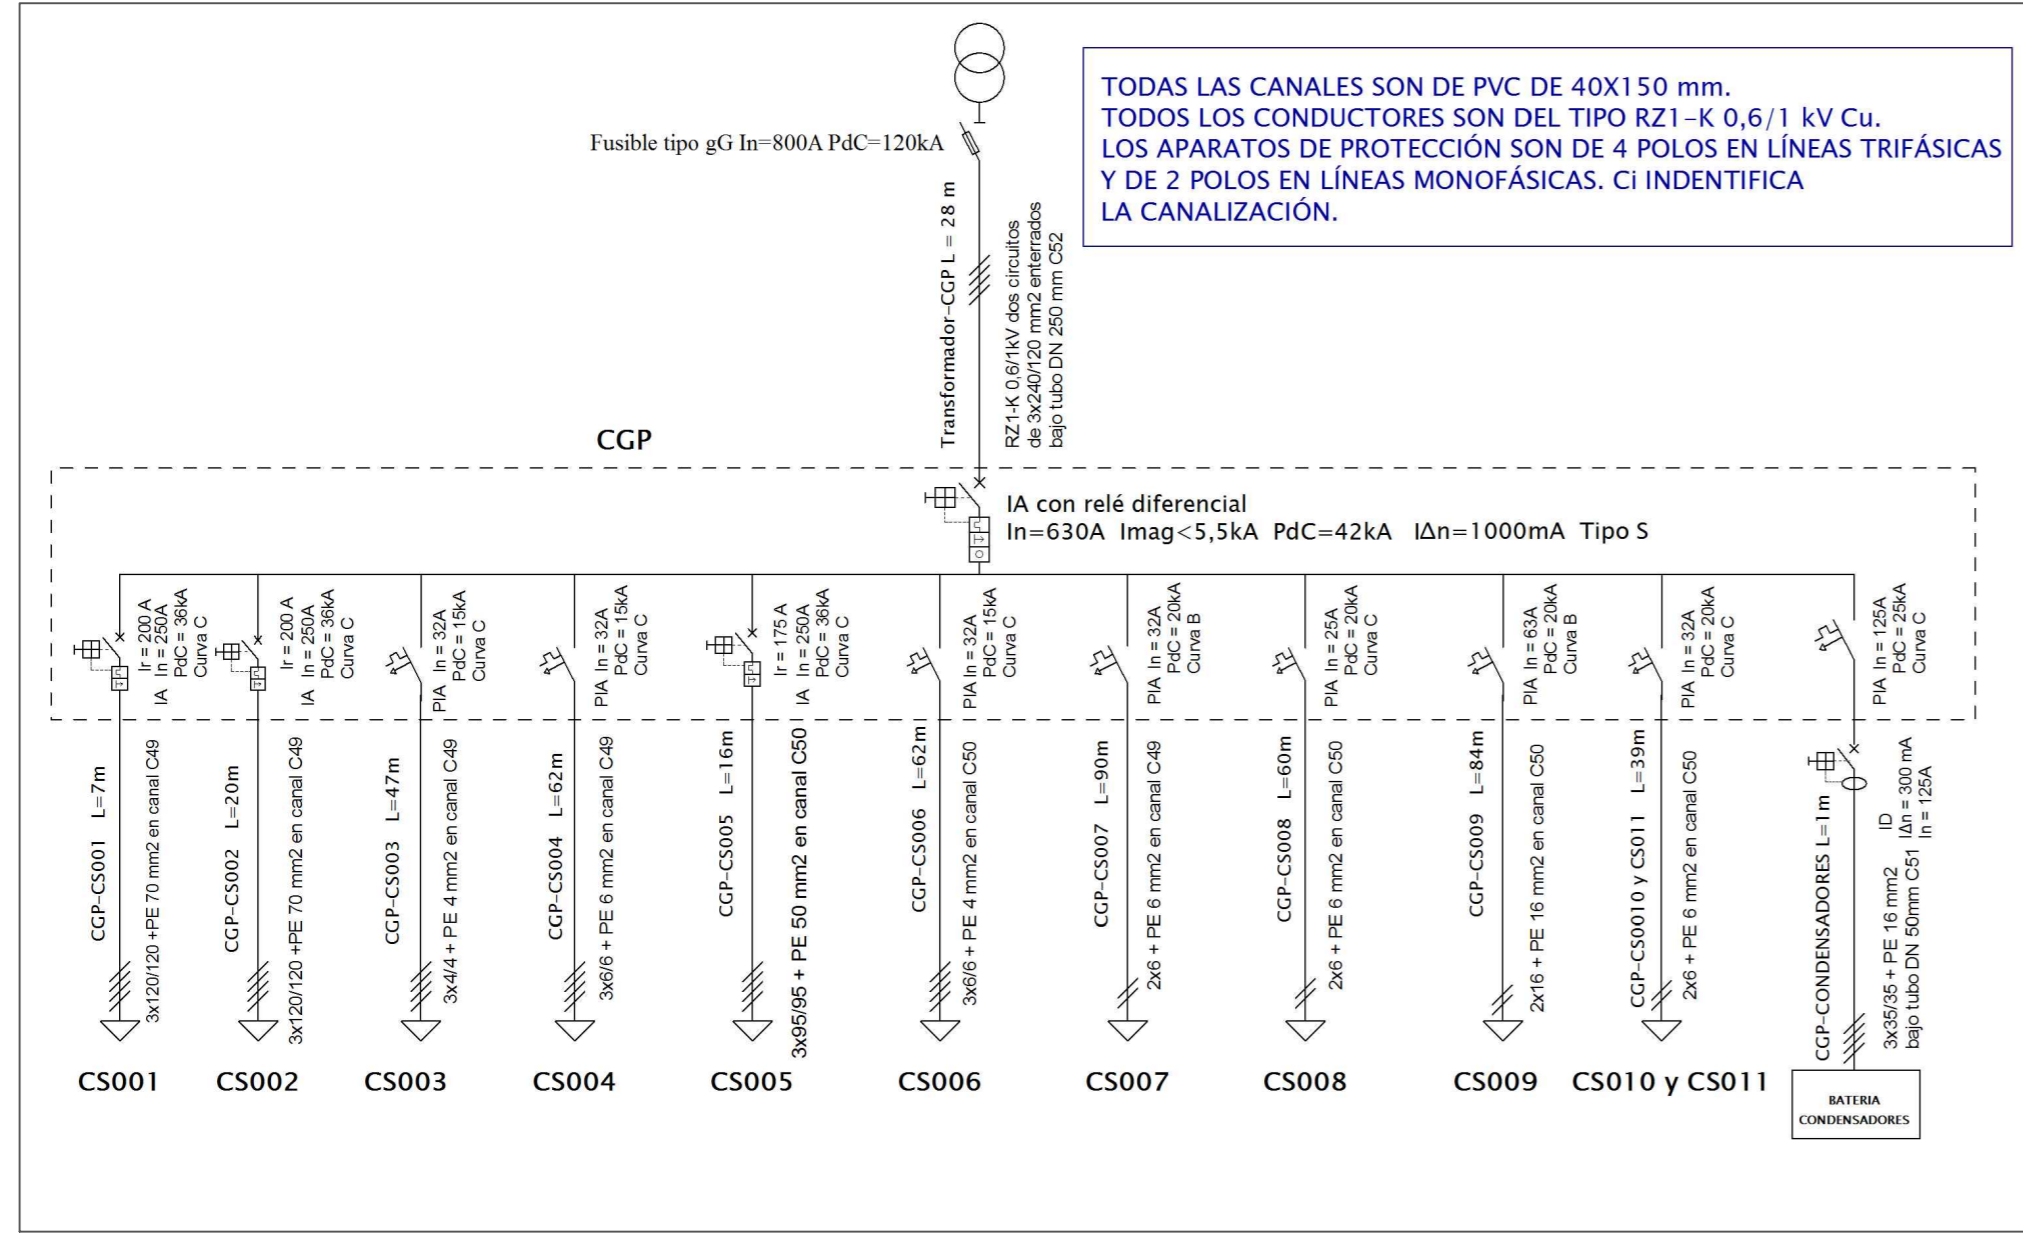 TODAS LAS CANALES SON DE PVC DE 40X150 mm.
TODOS LOS CONDUCTORES SON DEL TIPO RZ1-K 0,6/1 kV Cu.
LOS APARATOS DE PROTECCIÓN SON DE 4 POLOS EN LÍNEAS TRIFÁSICAS
Y DE 2 POLOS EN LÍNEAS MONOFÁSICAS. Ci INDENTIFICA
LA CANALIZACIÓN.
Fusible tipo gG In=800A PdC=120kA
Transformador-CGP L = 28 m
RZ1-K 0,6/1kV dos circuitos
de 3x240/120 mm2 enterrados
bajo tubo DN 250 mm C52
CGP
IA con relé diferencial
In=630A Imag<5,5kA PdC=42kA IΔn=1000mA Tipo S
Ir = 200 A
IA In = 250A
PdC = 36kA
Curva C
Ir = 200 A
IA In = 250A
PdC = 36kA
Curva C
PIA In = 32A
PdC = 15kA
Curva C
PIA In = 32A
PdC = 15kA
Curva C
Ir = 175 A
IA In = 250A
PdC = 36kA
Curva C
PIA In = 32A
PdC = 15kA
Curva C
PIA In = 32A
PdC = 20kA
Curva B
PIA In = 25A
PdC = 20kA
Curva C
PIA In = 63A
PdC = 20kA
Curva B
PIA In = 32A
PdC = 20kA
Curva C
PIA In = 125A
PdC = 25kA
Curva C
CGP-CS001 L=7m
3x120/120 +PE 70 mm2 en canal C49
CGP-CS002 L=20m
3x120/120 +PE 70 mm2 en canal C49
CGP-CS003 L=47m
3x4/4 + PE 4 mm2 en canal C49
CGP-CS004 L=62m
3x6/6 + PE 6 mm2 en canal C49
CGP-CS005 L=16m
3x95/95 + PE 50 mm2 en canal C50
CGP-CS006 L=62m
3x6/6 + PE 4 mm2 en canal C50
CGP-CS007 L=90m
2x6 + PE 6 mm2 en canal C49
CGP-CS008 L=60m
2x6 + PE 6 mm2 en canal C50
CGP-CS009 L=84m
2x16 + PE 16 mm2 en canal C50
CGP-CS0010 y CS011 L=39m
2x6 + PE 6 mm2 en canal C50
CGP-CONDENSADORES L=1m
3x35/35 + PE 16 mm2
bajo tubo DN 50mm C51
ID
IΔn = 300 mA
In = 125A
CS001
CS002
CS003
CS004
CS005
CS006
CS007
CS008
CS009
CS010 y CS011
BATERIA
CONDENSADORES